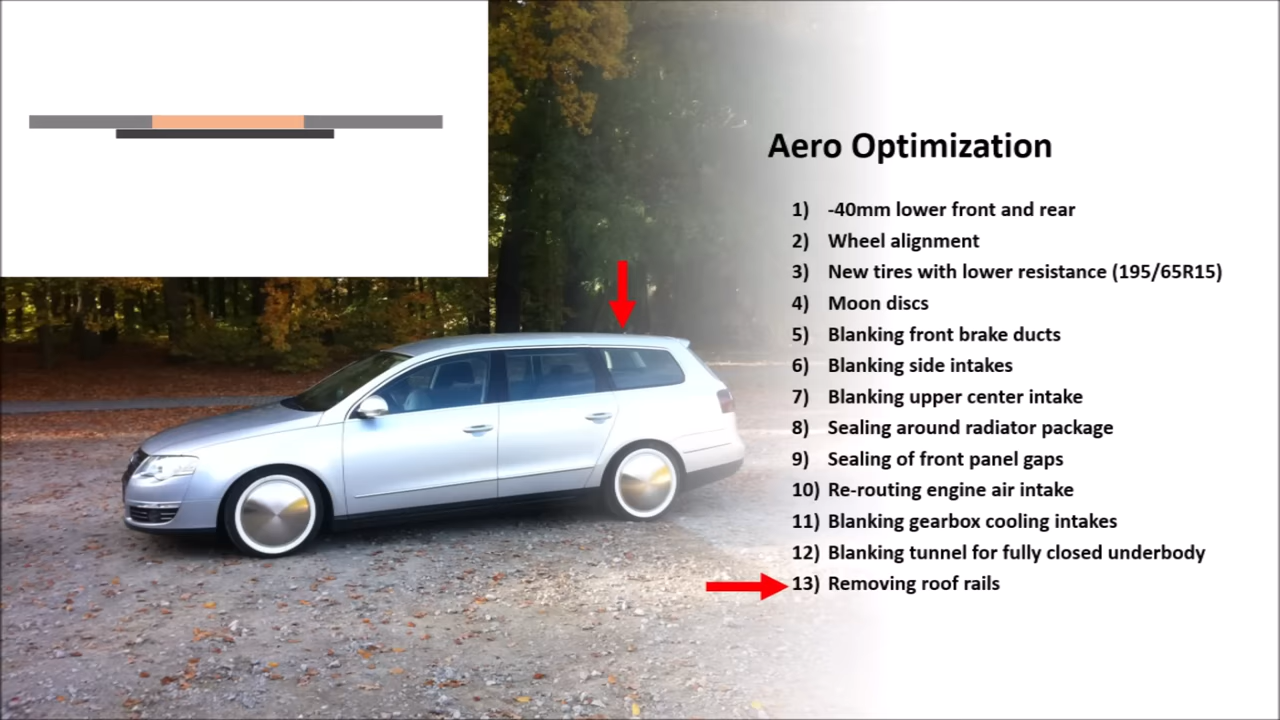 Aero Optimization
1) -40mm lower front and rear
2) Wheel alignment
3) New tires with lower resistance (195/65R15)
4) Moon discs
5) Blanking front brake ducts
6) Blanking side intakes
7) Blanking upper center intake
8) Sealing around radiator package
9) Sealing of front panel gaps
10) Re-routing engine air intake
11) Blanking gearbox cooling intakes
12) Blanking tunnel for fully closed underbody
13) Removing roof rails